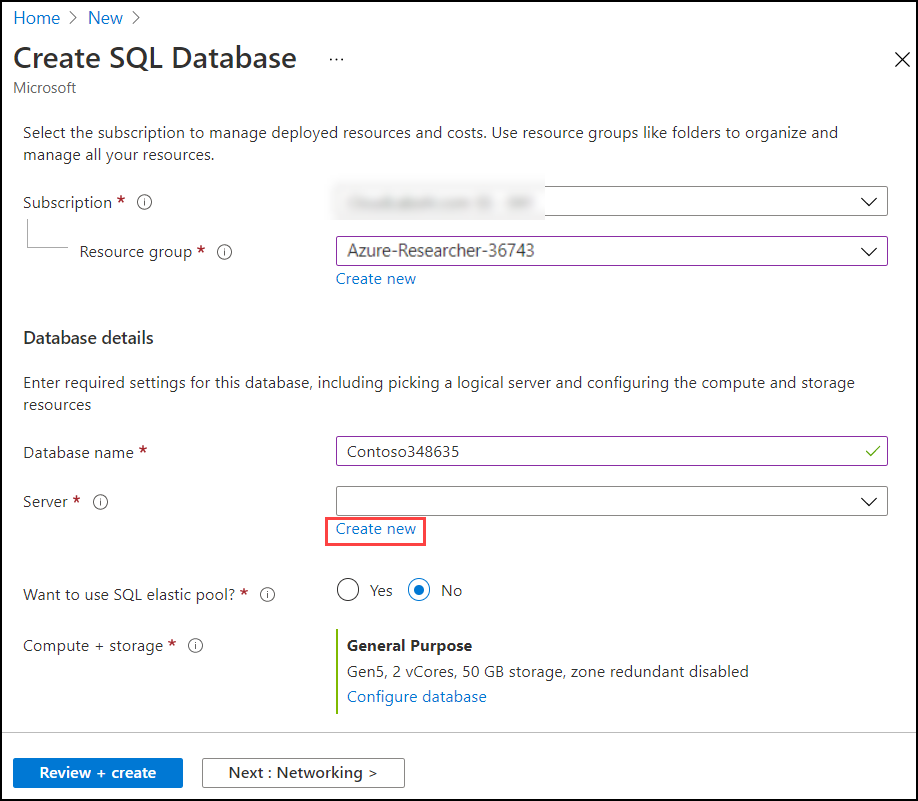 Home > New >
Create SQL Database ...
Microsoft
Select the subscription to manage deployed resources and costs. Use resource groups like folders to organize and
manage all your resources.
Subscription *
Resource group * Azure-Researcher-36743
Create new
Database details
Enter required settings for this database, including picking a logical server and configuring the compute and storage
resources
Database name * Contoso348635
Server *
Create new
Want to use SQL elastic pool? * Yes No
Compute + storage * General Purpose
Gen5, 2 vCores, 50 GB storage, zone redundant disabled
Configure database
Review + create Next : Networking >